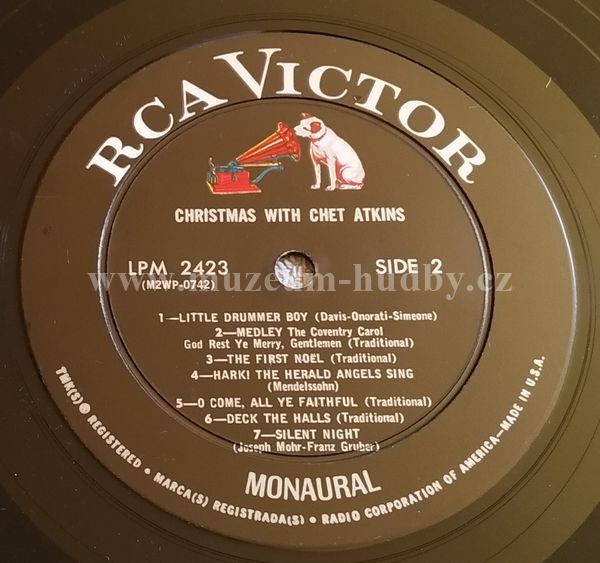 RCA VICTOR
CHRISTMAS WITH CHET ATKINS
LPM 2423 SIDE 2
(M2WP-0742)
www.muzeum-hudby.cz
1—LITTLE DRUMMER BOY (Davis-Onorati-Simeone)
2—MEDLEY The Coventry Carol
God Rest Ye Merry, Gentlemen (Traditional)
3—THE FIRST NOEL (Traditional)
4—HARK! THE HERALD ANGELS SING
(Mendelssohn)
5—O COME, ALL YE FAITHFUL (Traditional)
6—DECK THE HALLS (Traditional)
7—SILENT NIGHT
(Joseph Mohr-Franz Gruber)
MONAURAL
TMK(S) ® REGISTERED • MARCA(S) REGISTRADA(S) • RADIO CORPORATION OF AMERICA—MADE IN U.S.A.